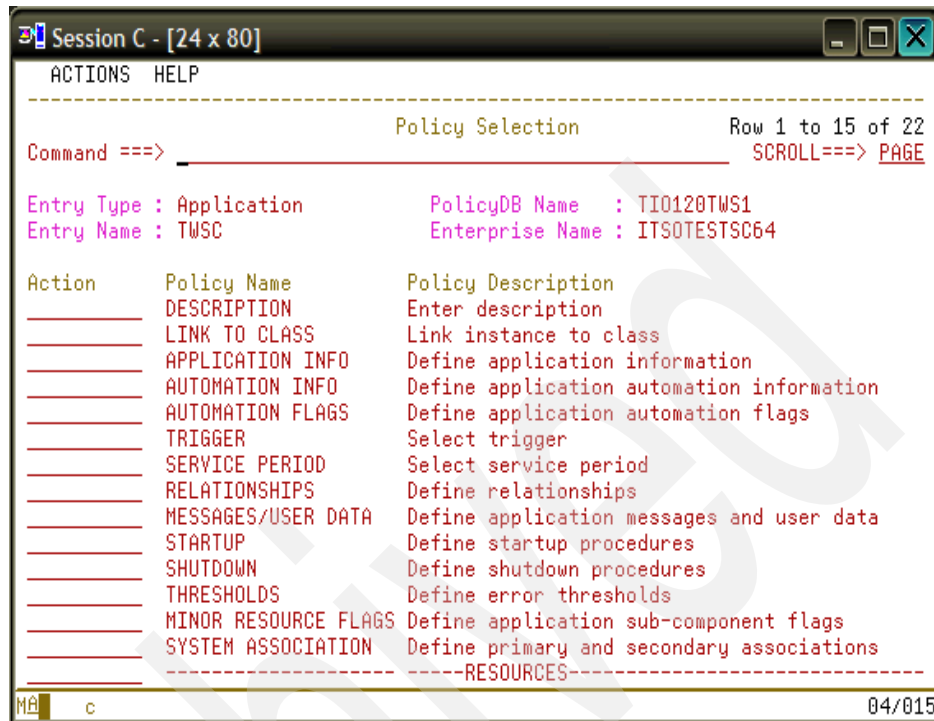 Session C - [24 x 80]
ACTIONS HELP
Policy Selection Row 1 to 15 of 22
Command ===> SCROLL===> PAGE
Entry Type : Application PolicyDB Name : TIO120TWS1
Entry Name : TWSC Enterprise Name : ITSOTESTSC64
Action Policy Name Policy Description
DESCRIPTION Enter description
LINK TO CLASS Link instance to class
APPLICATION INFO Define application information
AUTOMATION INFO Define application automation information
AUTOMATION FLAGS Define application automation flags
TRIGGER Select trigger
SERVICE PERIOD Select service period
RELATIONSHIPS Define relationships
MESSAGES/USER DATA Define application messages and user data
STARTUP Define startup procedures
SHUTDOWN Define shutdown procedures
THRESHOLDS Define error thresholds
MINOR RESOURCE FLAGS Define application sub-component flags
SYSTEM ASSOCIATION Define primary and secondary associations
-------------------- -----RESOURCES------------------------------
MA c 04/015